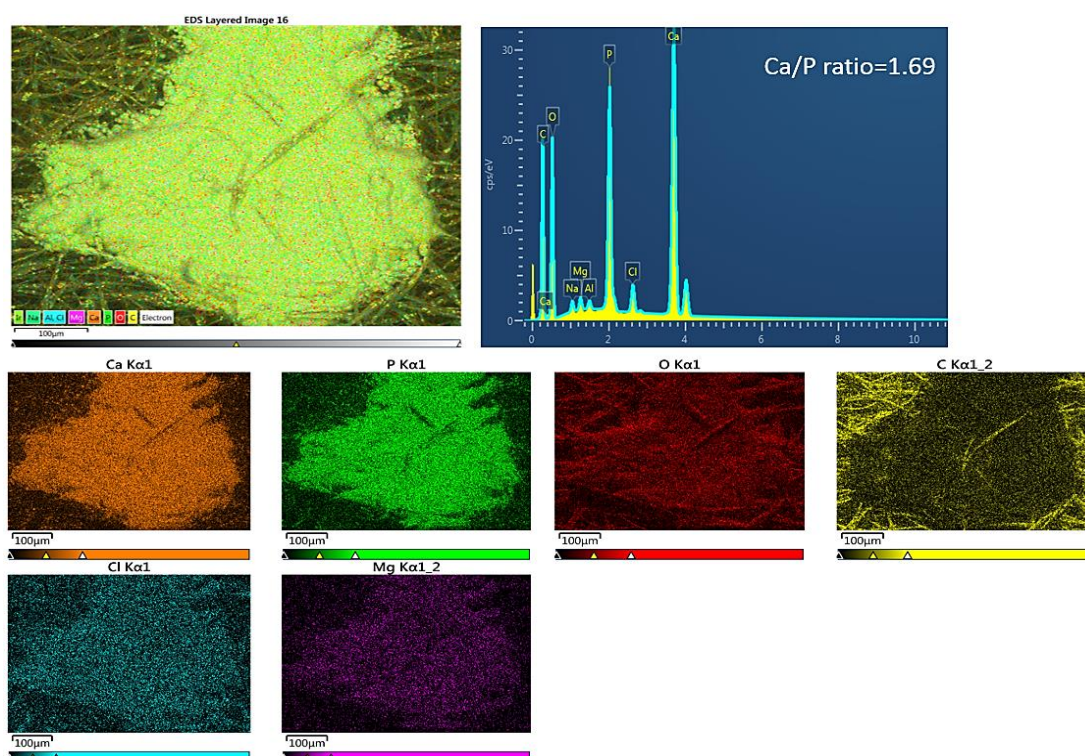 EDS Layered Image 16
Ir Na Al, Cl Mg Ca P O C Electron
100µm
Ca/P ratio=1.69
cps/eV
30
20
10
0
C
O
Ca
Na
Mg
Al
P
Cl
Ca
0 2 4 6 8 10
Ca Kα1
P Kα1
O Kα1
C Kα1_2
100µm
100µm
100µm
100µm
Cl Kα1
Mg Kα1_2
100µm
100µm